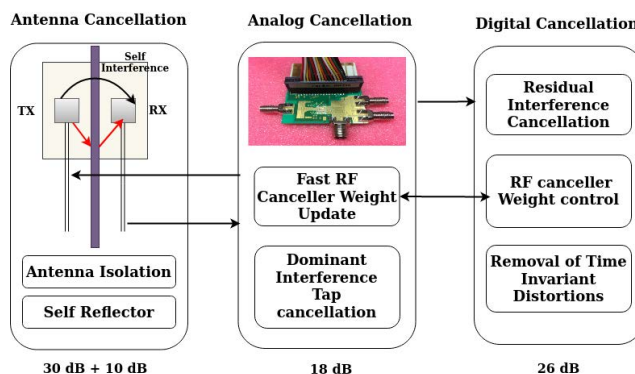 Antenna Cancellation
Analog Cancellation
Digital Cancellation
Self
Interference
TX
RX
Antenna Isolation
Self Reflector
Fast RF
Canceller Weight
Update
Dominant
Interference
Tap
cancellation
Residual
Interference
Cancellation
RF canceller
Weight control
Removal of Time
Invariant
Distortions
30 dB + 10 dB
18 dB
26 dB